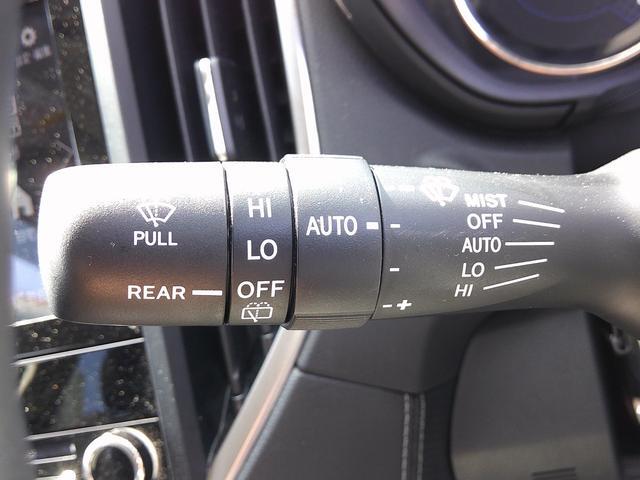 PULL
REAR
HI
LO
OFF
AUTO
-
-
- +
MIST
OFF
AUTO
LO
HI